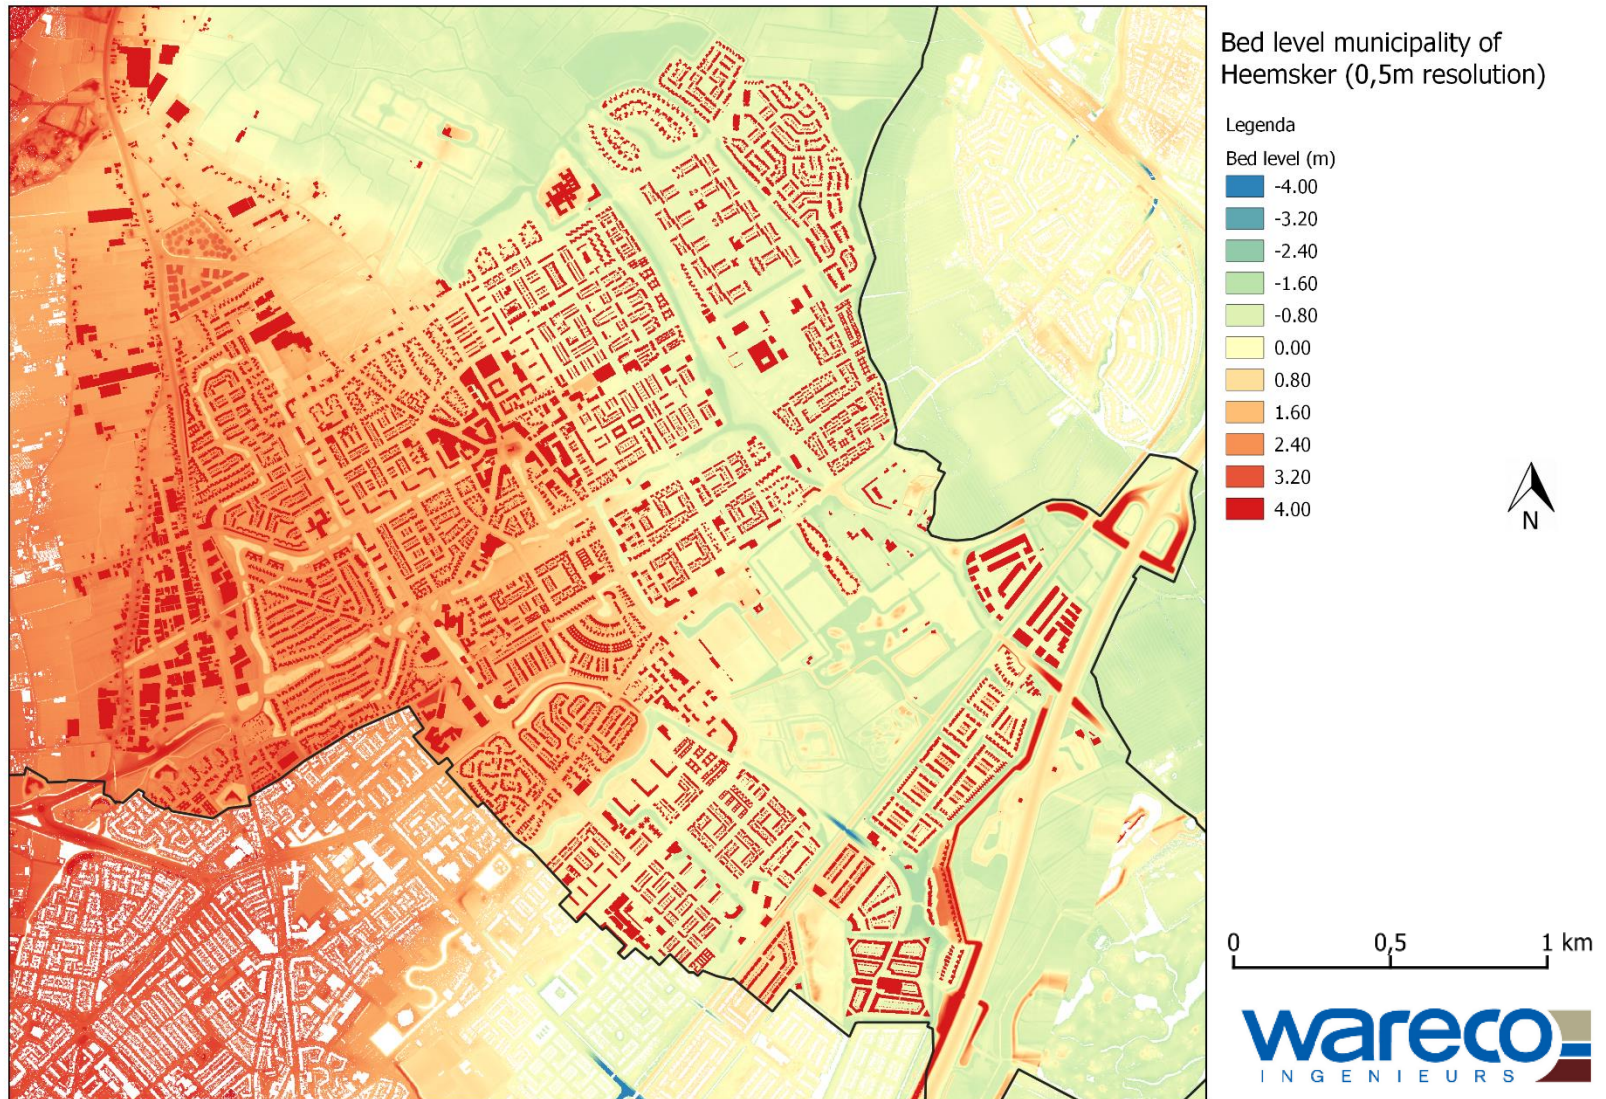 Bed level municipality of
Heemsker (0,5m resolution)
Legenda
Bed level (m)
-4.00
-3.20
-2.40
-1.60
-0.80
0.00
0.80
1.60
2.40
3.20
4.00
N
0 0,5 1 km
wareco
INGENIEURS